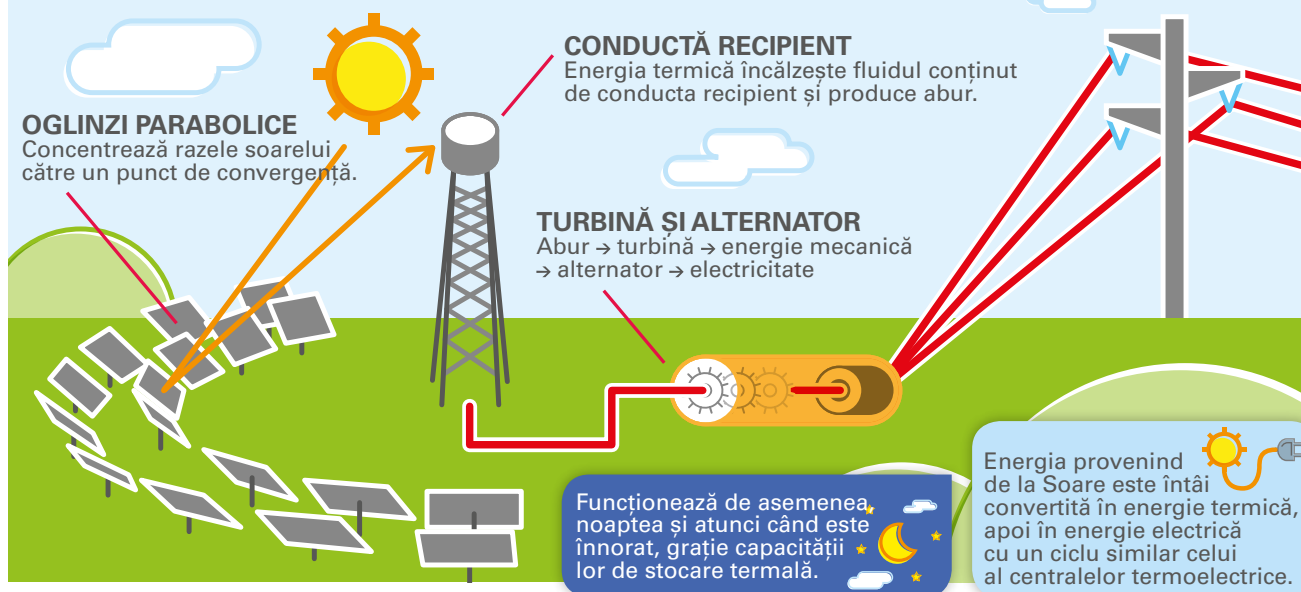 CONDUCTĂ RECIPIENT
Energia termică încălzește fluidul conținut
de conducta recipient și produce abur.
OGLINZI PARABOLICE
Concentrează razele soarelui
către un punct de convergență.
TURBINĂ ȘI ALTERNATOR
Abur → turbină → energie mecanică
→ alternator → electricitate
Funcționează de asemenea
noaptea și atunci când este
înnorat, grație capacității
lor de stocare termală.
Energia provenind
de la Soare este întâi
convertită în energie termică,
apoi în energie electrică
cu un ciclu similar celui
al centralelor termoelectrice.